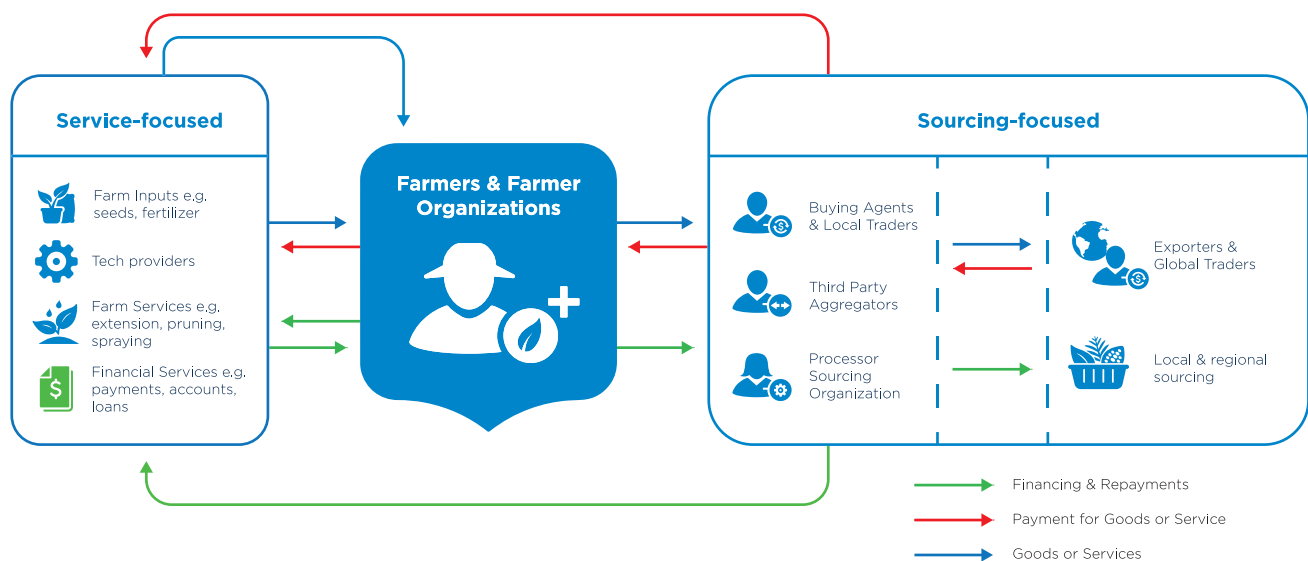 Service-focused
Farm Inputs e.g.
seeds, fertilizer
Tech providers
Farm Services e.g.
extension, pruning,
spraying
$
Financial Services e.g.
payments, accounts,
loans
Farmers & Farmer
Organizations
Sourcing-focused
$
Buying Agents
& Local Traders
Third Party
Aggregators
Processor
Sourcing
Organization
$
Exporters &
Global Traders
Local & regional
sourcing
Financing & Repayments
Payment for Goods or Service
Goods or Services